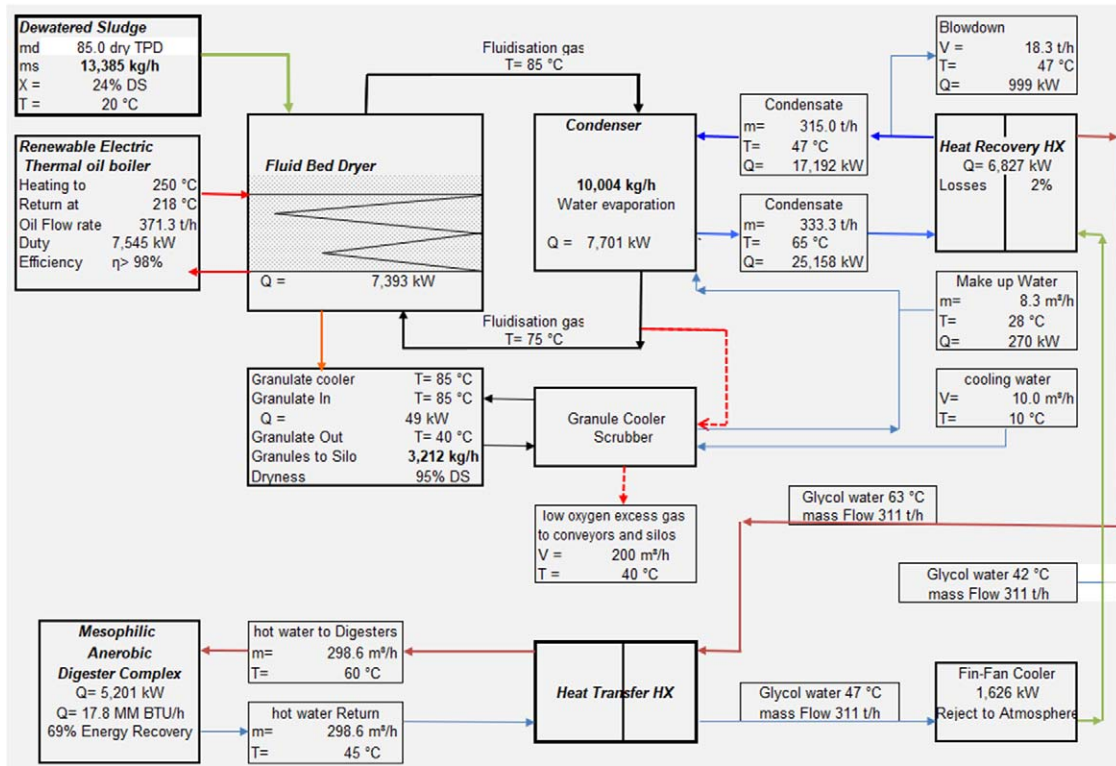 Dewatered Sludge
md 85.0 dry TPD
ms 13,385 kg/h
X = 24% DS
T = 20 °C
Renewable Electric
Thermal oil boiler
Heating to 250 °C
Return at 218 °C
Oil Flow rate 371.3 t/h
Duty 7,545 kW
Efficiency η> 98%
Fluidisation gas
T= 85 °C
Fluid Bed Dryer
Q = 7,393 kW
Condenser
10,004 kg/h
Water evaporation
Q = 7,701 kW
Fluidisation gas
T= 75 °C
Blowdown
V = 18.3 t/h
T= 47 °C
Q= 999 kW
Condensate
m= 315.0 t/h
T= 47 °C
Q= 17,192 kW
Heat Recovery HX
Q= 6,827 kW
Losses 2%
Condensate
m= 333.3 t/h
T= 65 °C
Q= 25,158 kW
Make up Water
m= 8.3 m³/h
T= 28 °C
Q= 270 kW
cooling water
V= 10.0 m³/h
T= 10 °C
Granulate cooler T= 85 °C
Granulate In T= 85 °C
Q = 49 kW
Granulate Out T= 40 °C
Granules to Silo 3,212 kg/h
Dryness 95% DS
Granule Cooler
Scrubber
low oxygen excess gas
to conveyors and silos
V = 200 m³/h
T = 40 °C
Glycol water 63 °C
mass Flow 311 t/h
Glycol water 42 °C
mass Flow 311 t/h
Mesophilic
Anerobic
Digester Complex
Q= 5,201 kW
Q= 17.8 MM BTU/h
69% Energy Recovery
hot water to Digesters
m= 298.6 m³/h
T= 60 °C
hot water Return
m= 298.6 m³/h
T= 45 °C
Heat Transfer HX
Glycol water 47 °C
mass Flow 311 t/h
Fin-Fan Cooler
1,626 kW
Reject to Atmosphere